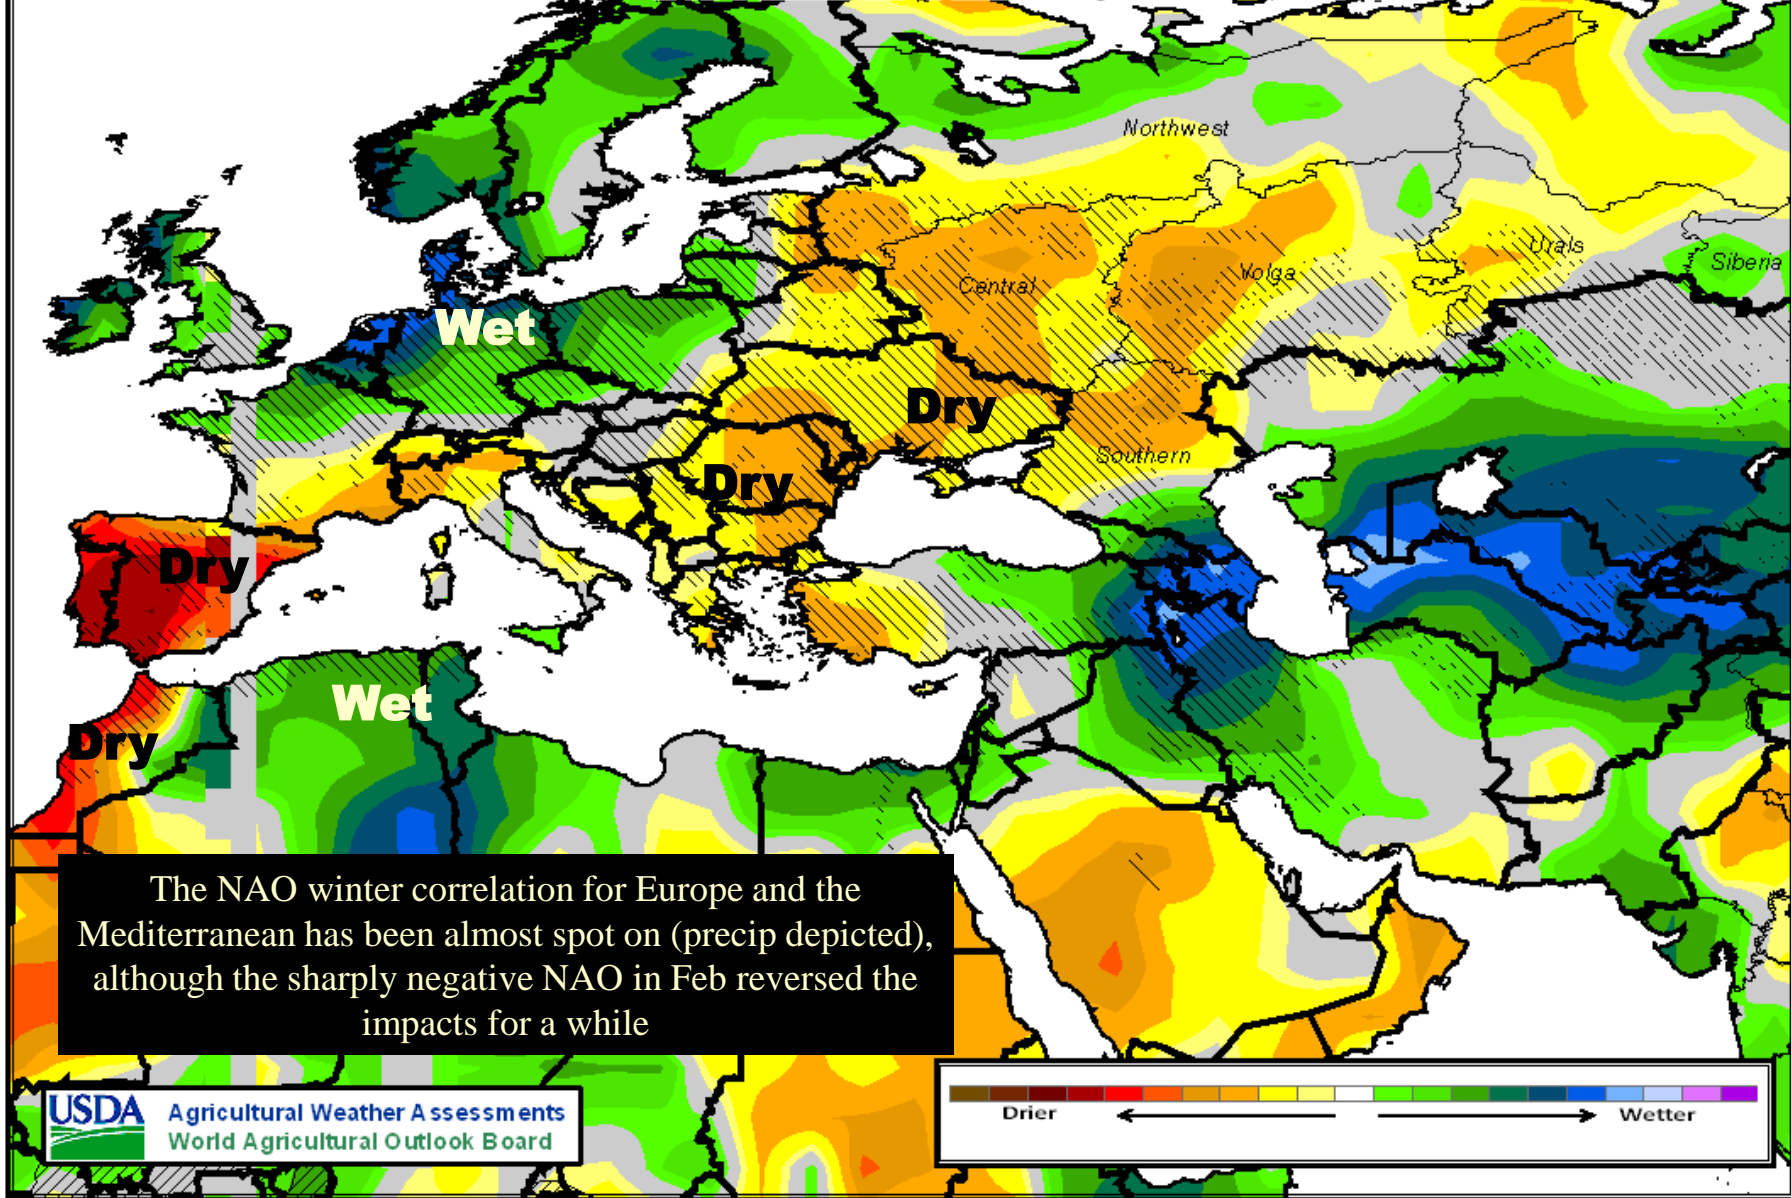 Northwest
Urals
Siberia
Volga
Central
Wet
Dry
Southern
Dry
Dry
Wet
Dry
The NAO winter correlation for Europe and the
Mediterranean has been almost spot on (precip depicted),
although the sharply negative NAO in Feb reversed the
impacts for a while
USDA
Agricultural Weather Assessments
World Agricultural Outlook Board
Drier
Wetter